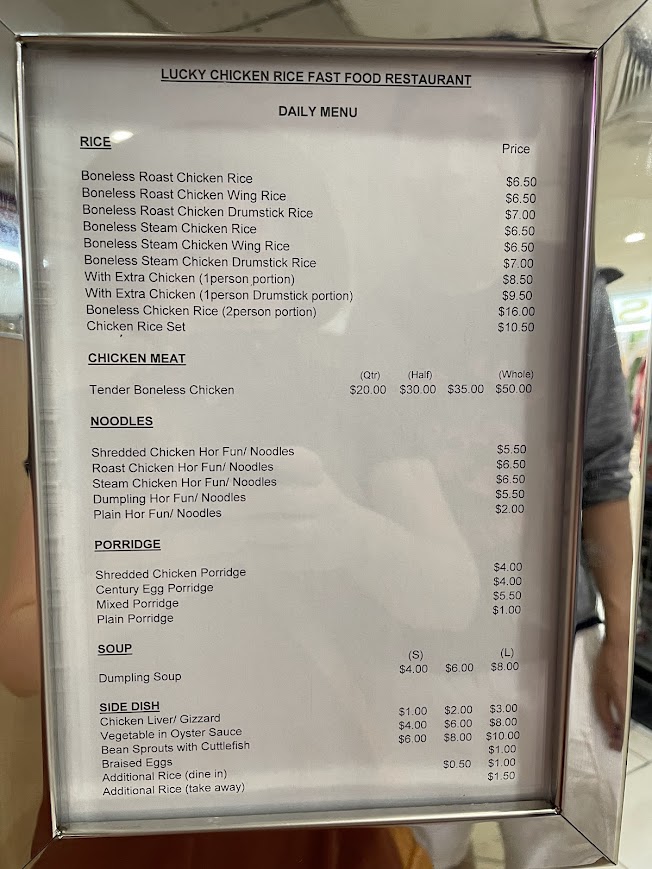 LUCKY CHICKEN RICE FAST FOOD RESTAURANT
DAILY MENU
RICE Price
Boneless Roast Chicken Rice $6.50
Boneless Roast Chicken Wing Rice $6.50
Boneless Roast Chicken Drumstick Rice $7.00
Boneless Steam Chicken Rice $6.50
Boneless Steam Chicken Wing Rice $6.50
Boneless Steam Chicken Drumstick Rice $7.00
With Extra Chicken (1person portion) $8.50
With Extra Chicken (1person Drumstick portion) $9.50
Boneless Chicken Rice (2person portion) $16.00
Chicken Rice Set $10.50
CHICKEN MEAT
(Qtr) (Half) (Whole)
Tender Boneless Chicken $20.00 $30.00 $35.00 $50.00
NOODLES
Shredded Chicken Hor Fun/ Noodles $5.50
Roast Chicken Hor Fun/ Noodles $6.50
Steam Chicken Hor Fun/ Noodles $6.50
Dumpling Hor Fun/ Noodles $5.50
Plain Hor Fun/ Noodles $2.00
PORRIDGE
Shredded Chicken Porridge $4.00
Century Egg Porridge $4.00
Mixed Porridge $5.50
Plain Porridge $1.00
SOUP
(S) (L)
Dumpling Soup $4.00 $6.00 $8.00
SIDE DISH
Chicken Liver/ Gizzard $1.00 $2.00 $3.00
Vegetable in Oyster Sauce $4.00 $6.00 $8.00
Bean Sprouts with Cuttlefish $6.00 $8.00 $10.00
Braised Eggs $1.00
Additional Rice (dine in) $0.50 $1.00
Additional Rice (take away) $1.50